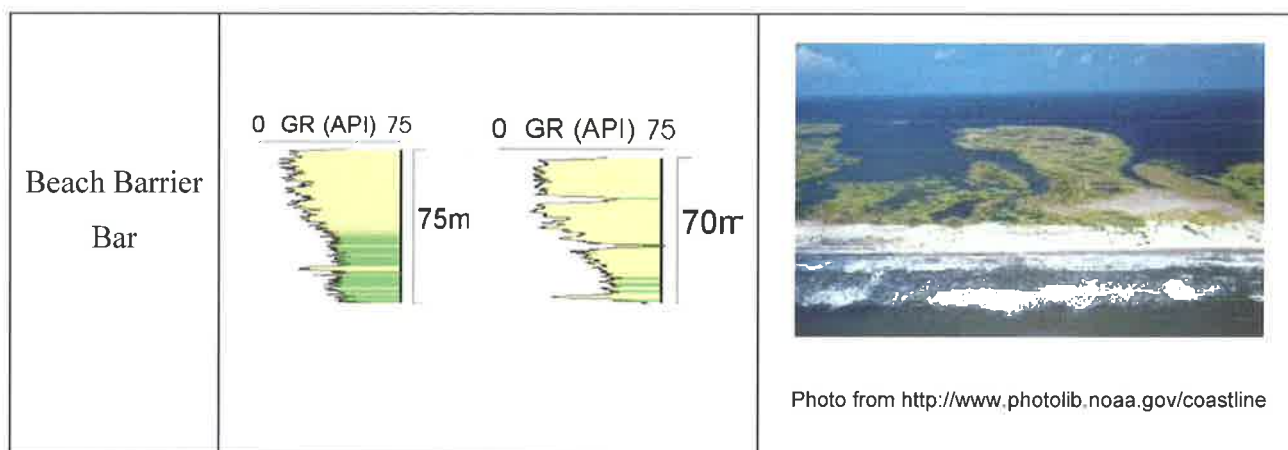 Beach Barrier
Bar
0 GR (API) 75
75m
0 GR (API) 75
70m
Photo from http://www.photolib.noaa.gov/coastline